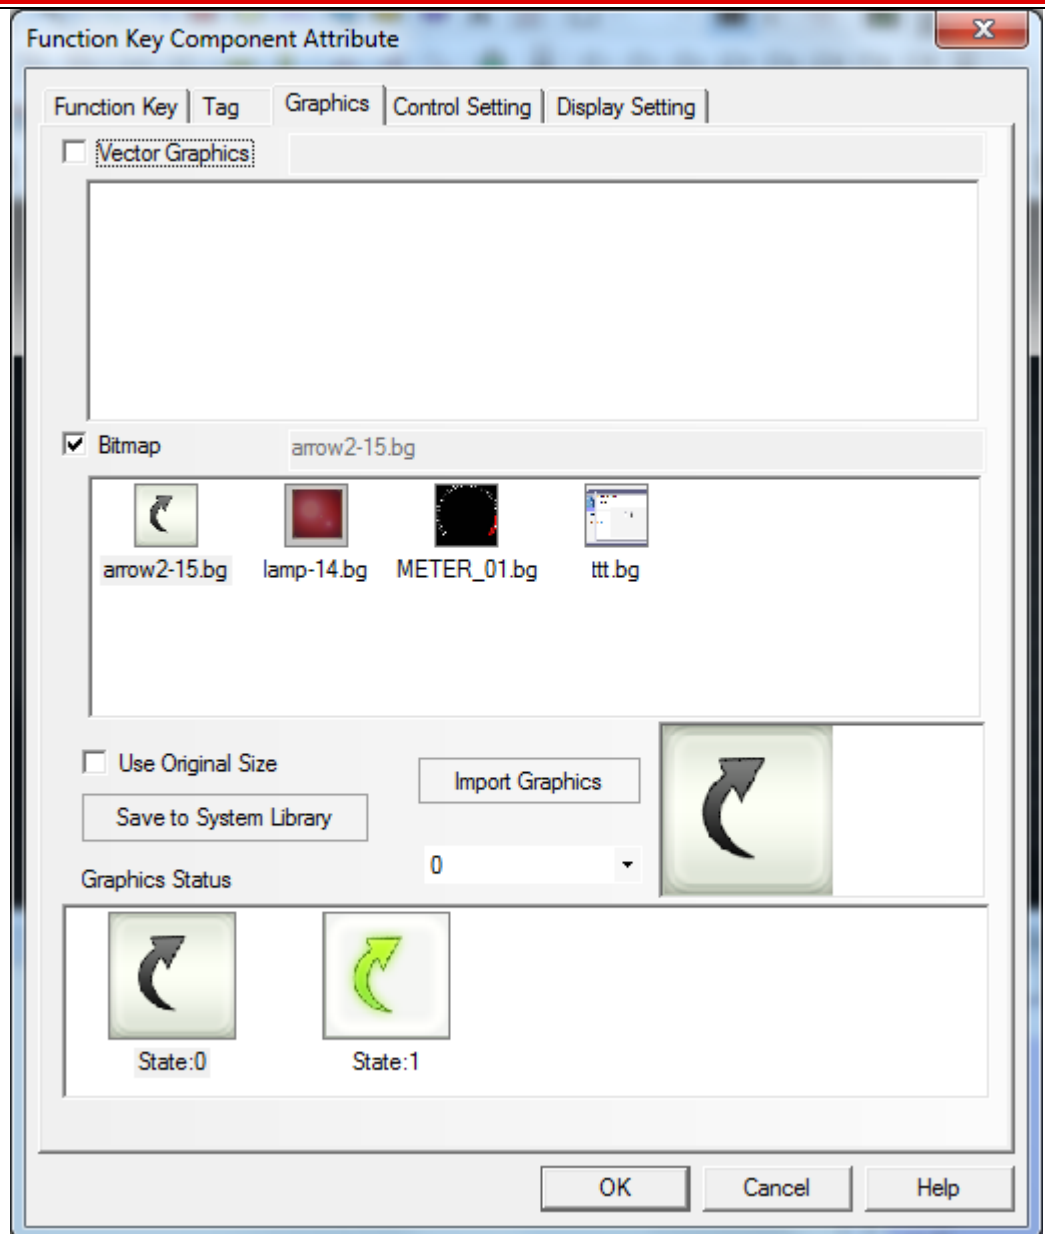 Function Key Component Attribute
Function Key Tag Graphics Control Setting Display Setting
Vector Graphics
Bitmap arrow2-15.bg
arrow2-15.bg lamp-14.bg METER_01.bg ttt.bg
Use Original Size
Import Graphics
Save to System Library
0
Graphics Status
State:0 State:1
OK Cancel Help